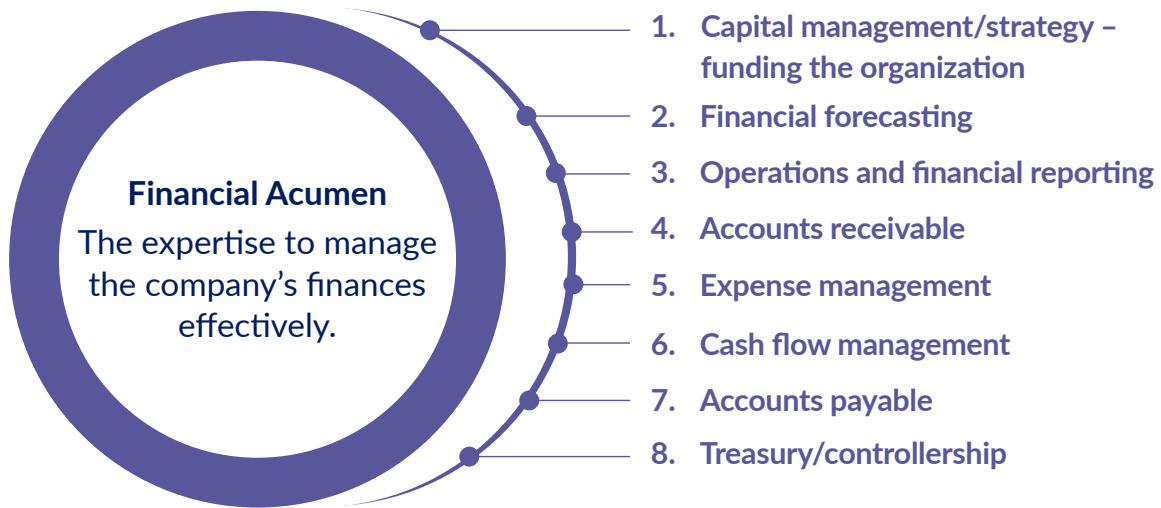 Financial Acumen
The expertise to manage
the company’s finances
effectively.
1. Capital management/strategy –
funding the organization
2. Financial forecasting
3. Operations and financial reporting
4. Accounts receivable
5. Expense management
6. Cash flow management
7. Accounts payable
8. Treasury/controllership